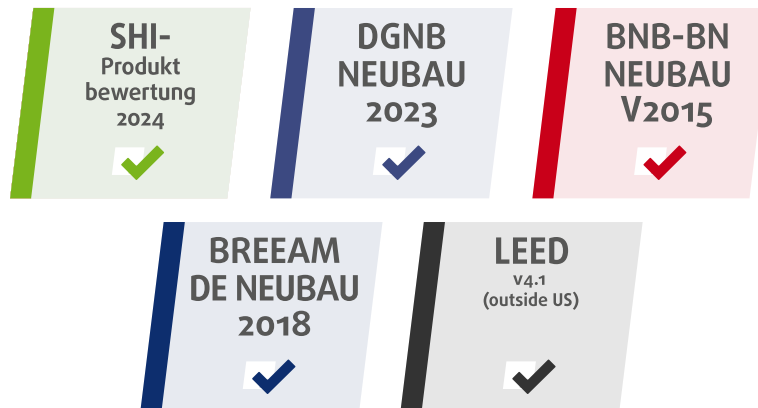 SHI-
Produkt
bewertung
2024
DGNB
NEUBAU
2023
BNB-BN
NEUBAU
V2015
BREEAM
DE NEUBAU
2018
LEED
v4.1
(outside US)